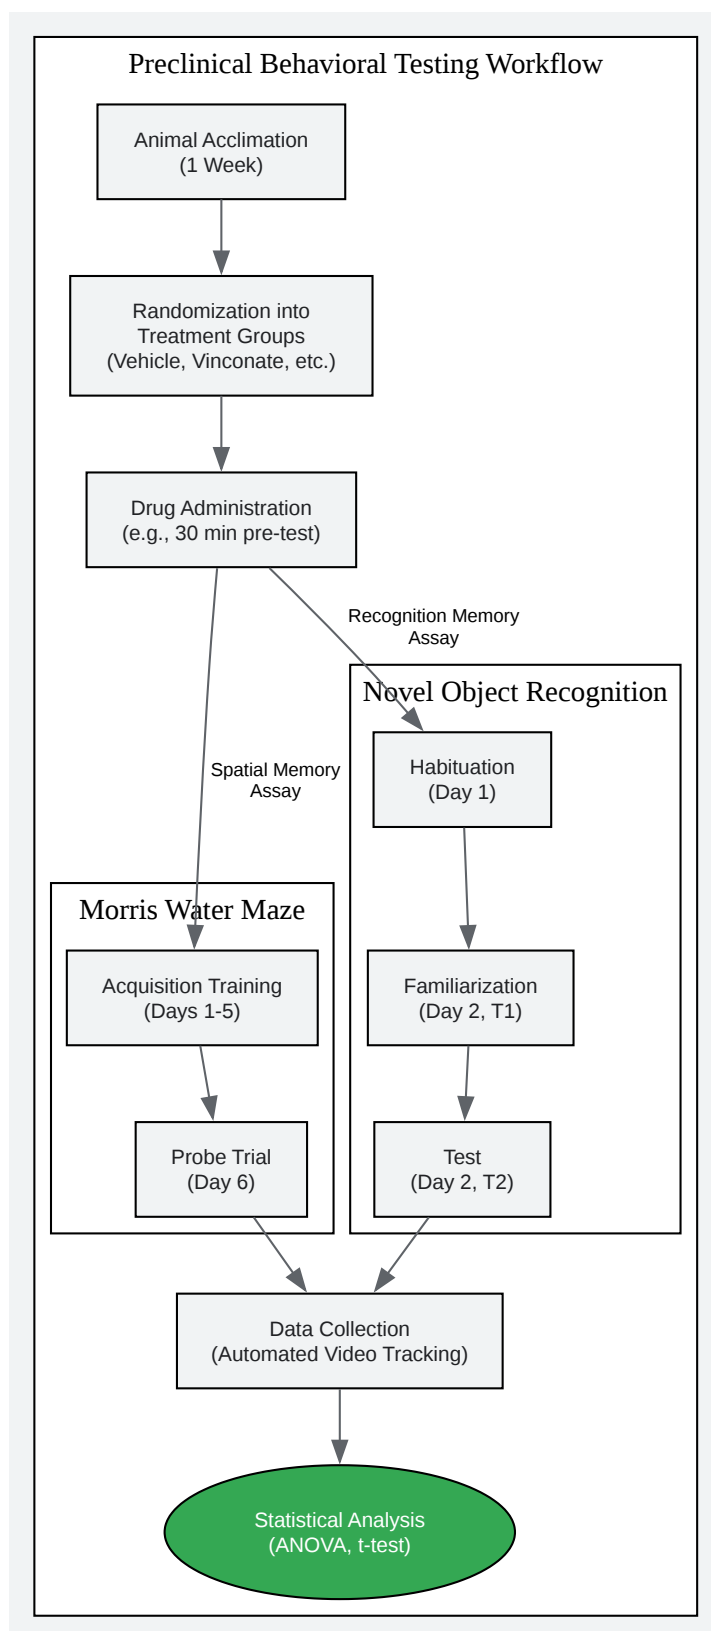 Preclinical Behavioral Testing Workflow
Animal Acclimation
(1 Week)
Randomization into
Treatment Groups
(Vehicle, Vinconate, etc.)
Drug Administration
(e.g., 30 min pre-test)
Recognition Memory
Assay
Novel Object Recognition
Habituation
(Day 1)
Spatial Memory
Assay
Morris Water Maze
Acquisition Training
(Days 1-5)
Familiarization
(Day 2, T1)
Probe Trial
(Day 6)
Test
(Day 2, T2)
Data Collection
(Automated Video Tracking)
Statistical Analysis
(ANOVA, t-test)